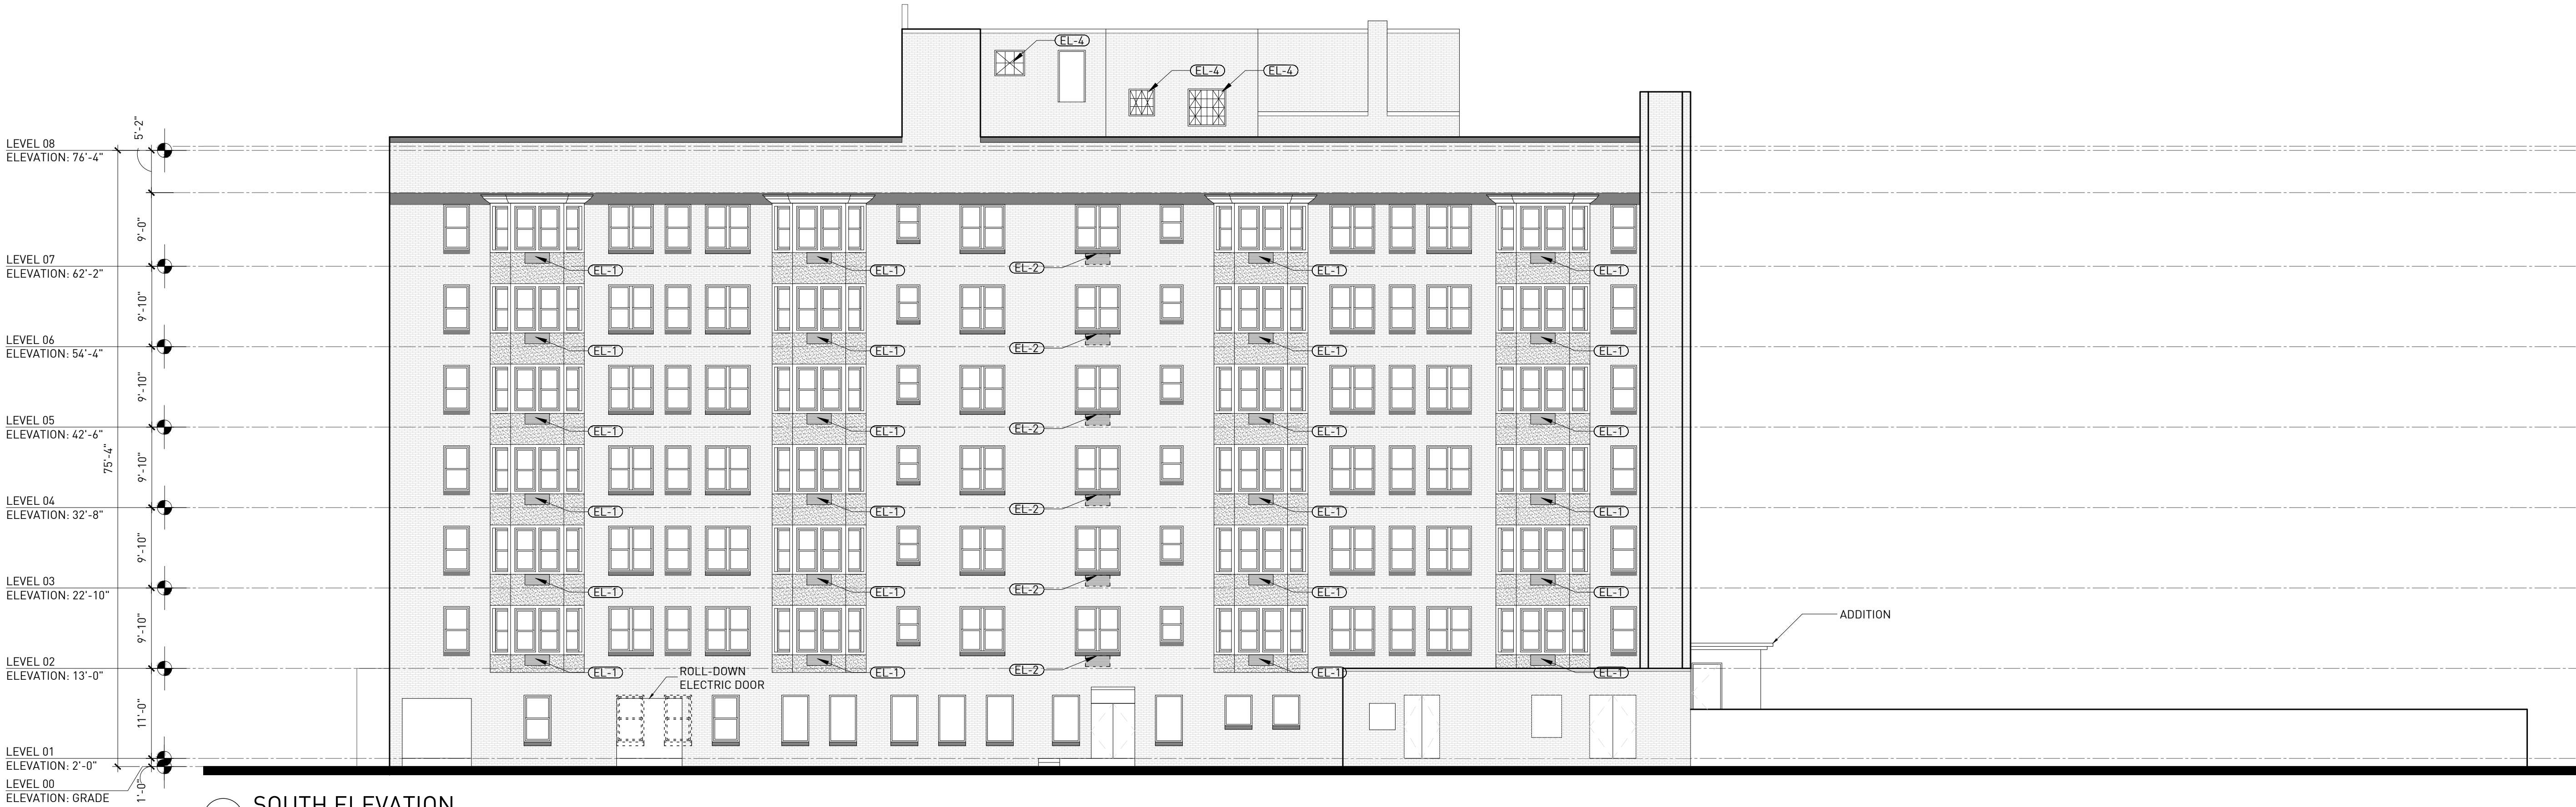 EL-4
EL-4
EL-4
LEVEL 08
ELEVATION: 76'-4"
5'-2"
9'-0"
LEVEL 07
ELEVATION: 62'-2"
EL-1
EL-1
EL-2
EL-1
EL-1
9'-10"
LEVEL 06
ELEVATION: 54'-4"
EL-1
EL-1
EL-2
EL-1
EL-1
9'-10"
LEVEL 05
ELEVATION: 42'-6"
EL-1
EL-1
EL-2
EL-1
EL-1
75'-4"
9'-10"
LEVEL 04
ELEVATION: 32'-8"
EL-1
EL-1
EL-2
EL-1
EL-1
9'-10"
LEVEL 03
ELEVATION: 22'-10"
EL-1
EL-1
EL-2
EL-1
EL-1
9'-10"
ADDITION
LEVEL 02
ELEVATION: 13'-0"
EL-1
EL-1
EL-2
EL-1
EL-1
ROLL-DOWN
ELECTRIC DOOR
11'-0"
LEVEL 01
ELEVATION: 2'-0"
LEVEL 00
ELEVATION: GRADE
1'-0"
SOUTH ELEVATION